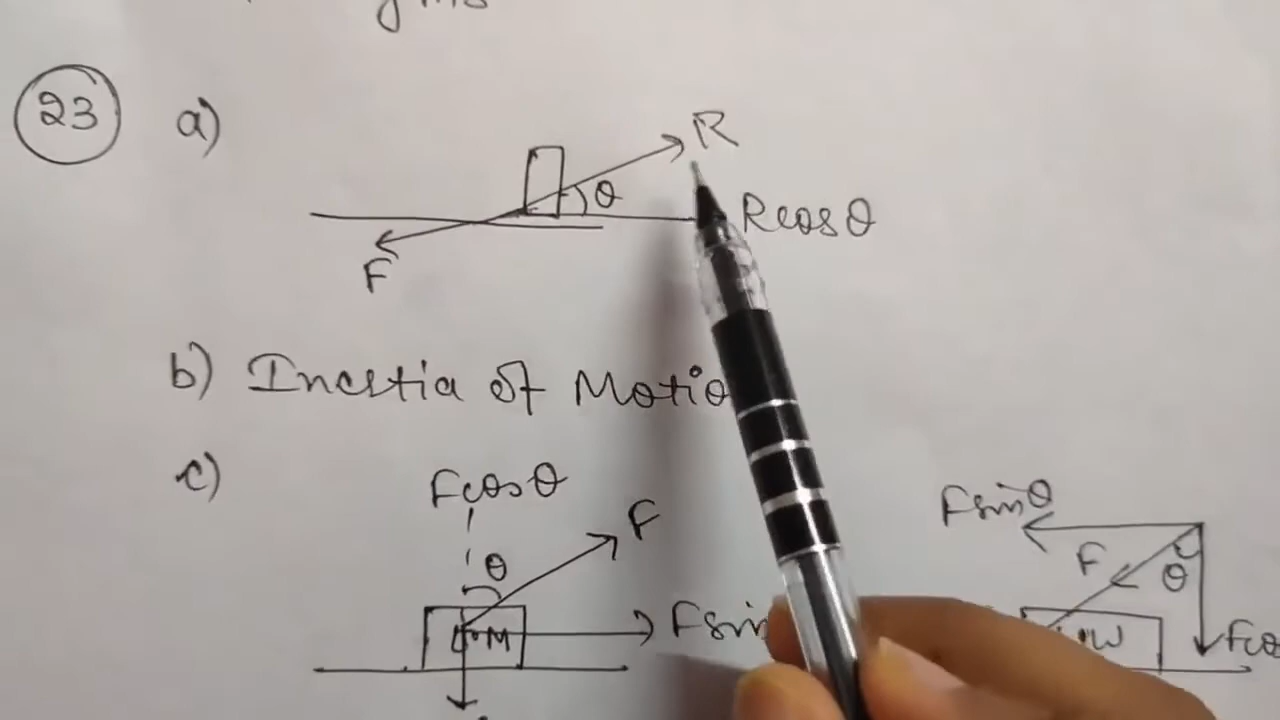 23 a)
R
θ
R cos θ
F
b) Inertia of Motio
c)
F cos θ
F
θ
F sin
M
F sin θ
F
θ
W